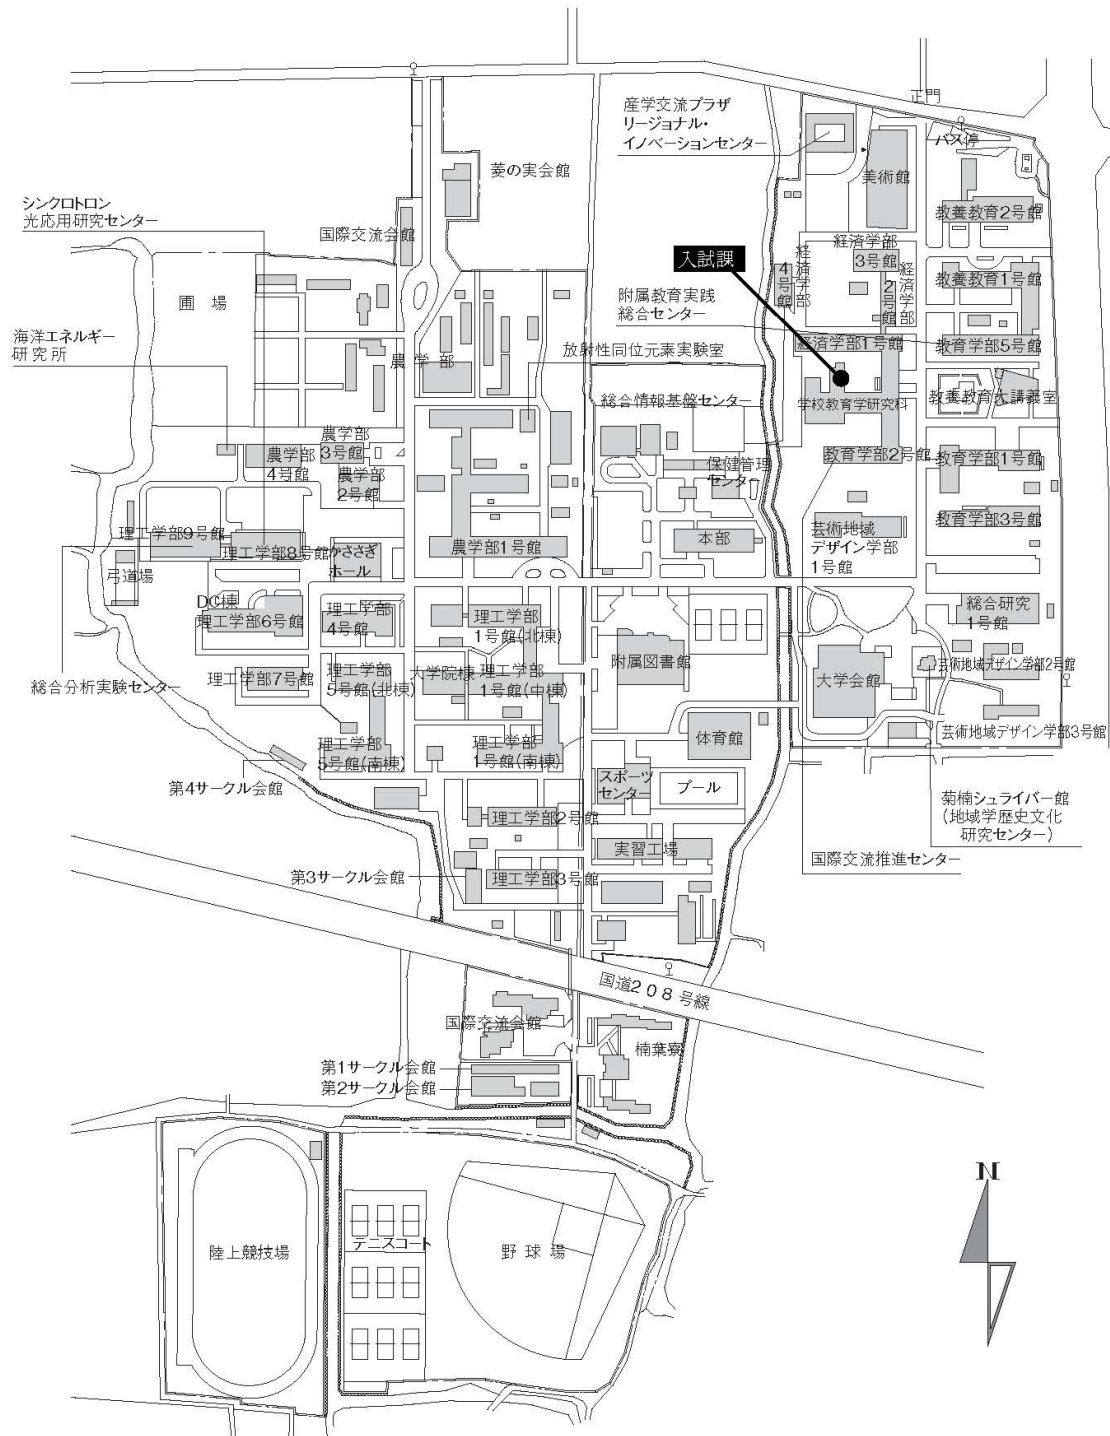 正門
産学交流プラザ
リージョナル・
イノベーションセンター
バス停
美術館
菱の実会館
シンクロトロン
光応用研究センター
教養教育2号館
国際交流会館
経済学部
3号館
経済学部
4号館
経済学部
2号館
入試課
教養教育1号館
圃場
附属教育実践
総合センター
海洋エネルギー
研究所
農学部
放射性同位元素実験室
経済学部1号館
教育学部5号館
総合情報基盤センター
学校教育学研究科
教養教育大講義室
農学部
3号館
農学部
4号館
農学部
2号館
保健管理
センター
教育学部2号館
教育学部1号館
理工学部9号館
理工学部8号館
かささぎ
ホール
農学部1号館
本部
芸術地域
デザイン学部
1号館
教育学部3号館
弓道場
DC棟
理工学部6号館
理工学部
4号館
理工学部
1号館(北棟)
総合研究
1号館
総合分析実験センター
理工学部7号館
理工学部
5号館(北棟)
大学院棟
理工学部
1号館(中棟)
附属図書館
大学会館
芸術地域デザイン学部2号館
理工学部
5号館(南棟)
理工学部
1号館(南棟)
体育館
芸術地域デザイン学部3号館
第4サークル会館
スポーツ
センター
プール
菊楠シュライバー館
(地域学歴史文化
研究センター)
理工学部2号館
実習工場
国際交流推進センター
第3サークル会館
理工学部3号館
国道208号線
国際交流会館
楠葉寮
第1サークル会館
第2サークル会館
N
陸上競技場
テニスコート
野球場